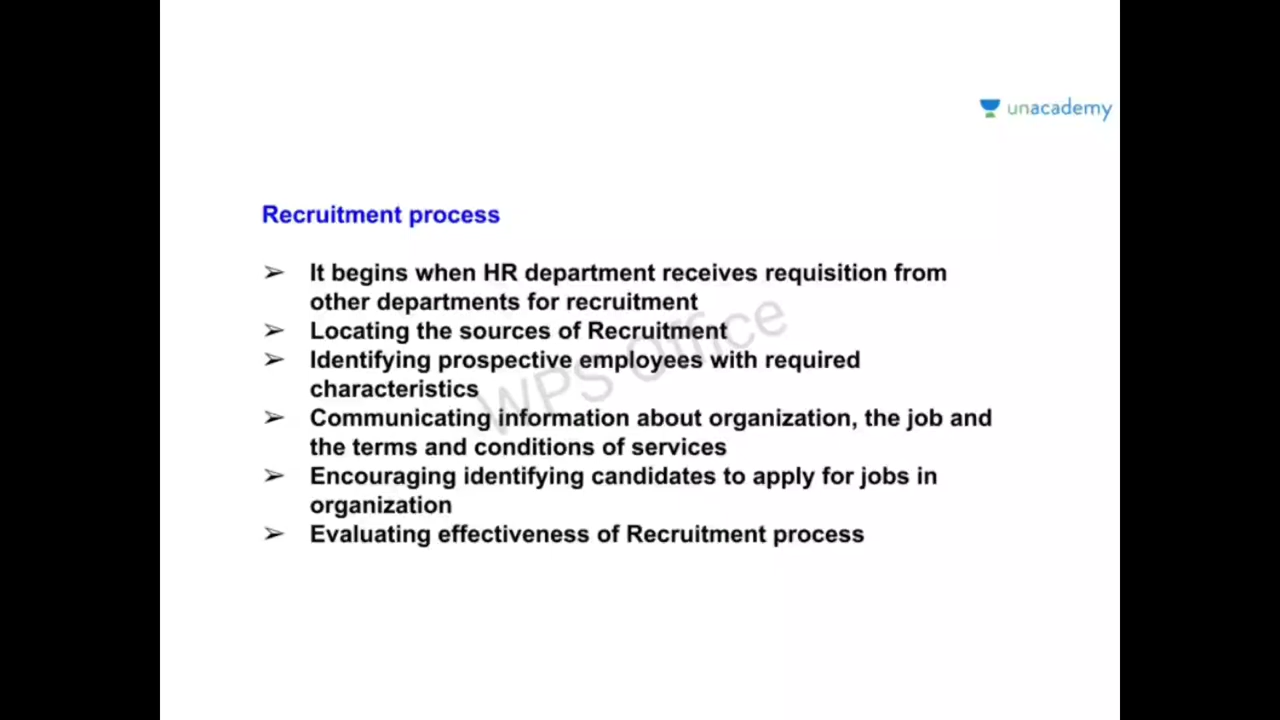 unacademy
Recruitment process
➢ It begins when HR department receives requisition from
other departments for recruitment
➢ Locating the sources of Recruitment
➢ Identifying prospective employees with required
characteristics
➢ Communicating information about organization, the job and
the terms and conditions of services
➢ Encouraging identifying candidates to apply for jobs in
organization
➢ Evaluating effectiveness of Recruitment process
WPS Office